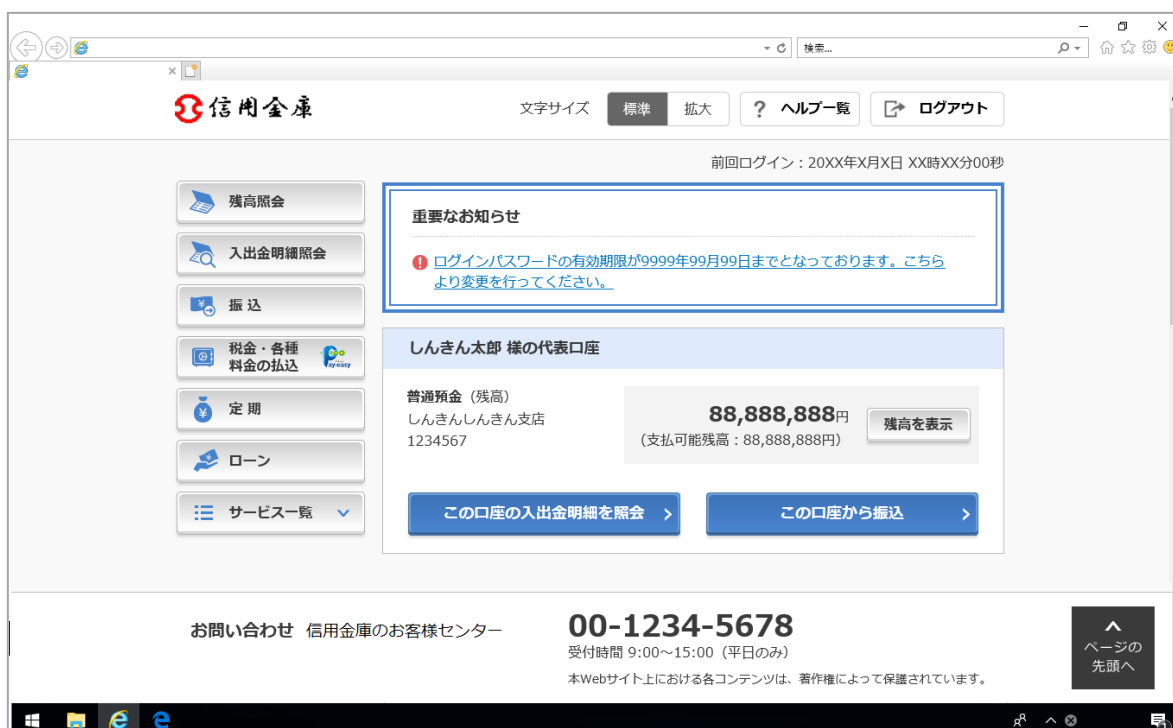 検索...
信用金庫
文字サイズ 標準 拡大 ? ヘルプ一覧 ログアウト
前回ログイン：20XX年X月X日 XX時XX分00秒
残高照会
入出金明細照会
振込
税金・各種
料金の払込
Pay-easy
定期
ローン
サービス一覧
重要なお知らせ
ログインパスワードの有効期限が9999年99月99日までとなっております。こちら
より変更を行ってください。
しんきん太郎 様の代表口座
普通預金（残高）
しんきんしんきん支店
1234567
88,888,888円
（支払可能残高：88,888,888円）
残高を表示
この口座の入出金明細を照会
この口座から振込
お問い合わせ 信用金庫のお客様センター
00-1234-5678
受付時間 9:00～15:00（平日のみ）
本Webサイト上における各コンテンツは、著作権によって保護されています。
ページの
先頭へ